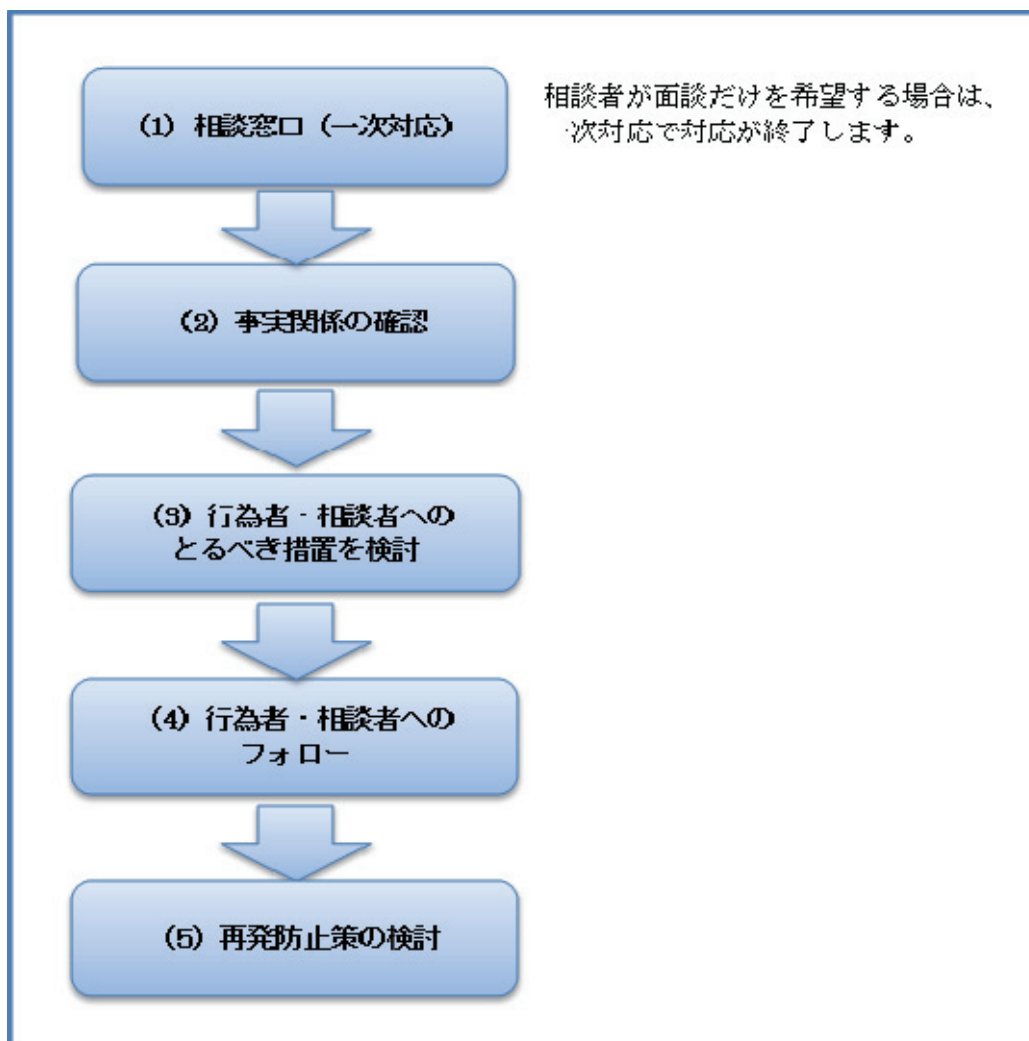 (1) 相談窓口（一次対応）
相談者が面談だけを希望する場合は、
次対応で対応が終了します。
(2) 事実関係の確認
(3) 行為者・相談者への
とるべき措置を検討
(4) 行為者・相談者への
フォロー
(5) 再発防止策の検討